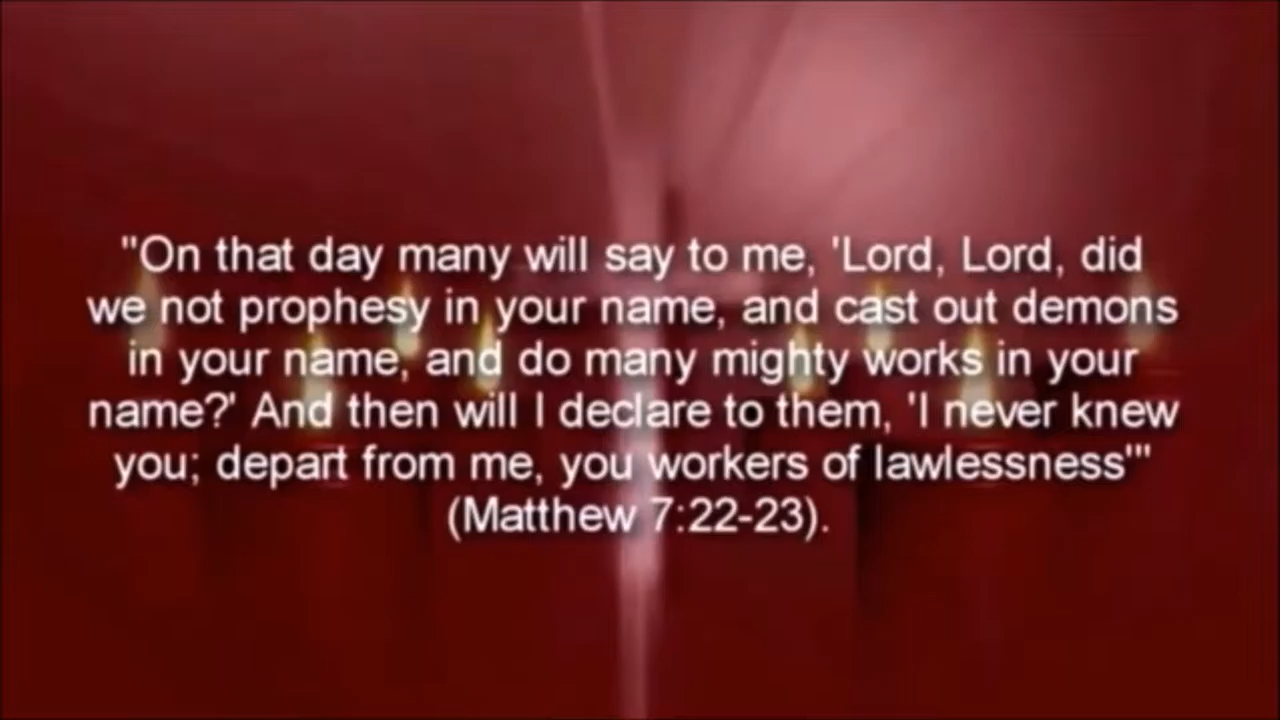 "On that day many will say to me, 'Lord, Lord, did
we not prophesy in your name, and cast out demons
in your name, and do many mighty works in your
name?' And then will I declare to them, 'I never knew
you; depart from me, you workers of lawlessness'"
(Matthew 7:22-23).